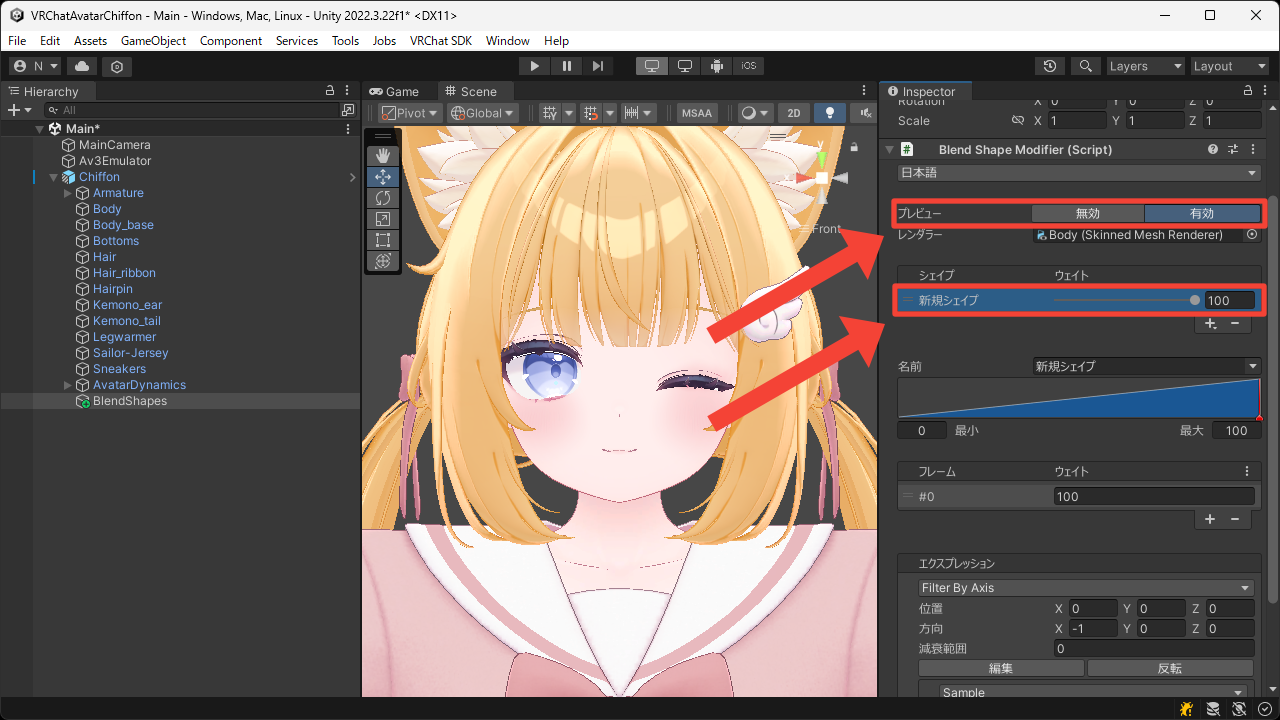 VRChatAvatarChiffon - Main - Windows, Mac, Linux - Unity 2022.3.22f1* <DX11>
File Edit Assets GameObject Component Services Tools Jobs VRChat SDK Window Help
N iOS Layers Layout
Hierarchy
All
Main*
MainCamera
Av3Emulator
Chiffon
Armature
Body
Body_base
Bottoms
Hair
Hair_ribbon
Hairpin
Kemono_ear
Kemono_tail
Legwarmer
Sailor-Jersey
Sneakers
AvatarDynamics
BlendShapes
Game Scene
Pivot Global MSAA 2D
y
x
Front
Inspector
Rotation X 0 Y 0 Z 0
Scale X 1 Y 1 Z 1
# Blend Shape Modifier (Script)
日本語
プレビュー 無効 有効
レンダラー Body (Skinned Mesh Renderer)
シェイプ ウェイト
新規シェイプ 100
名前 新規シェイプ
0 最小 最大 100
フレーム ウェイト
#0 100
エクスプレッション
Filter By Axis
位置 X 0 Y 0 Z 0
方向 X -1 Y 0 Z 0
減衰範囲 0
編集 反転
Sample